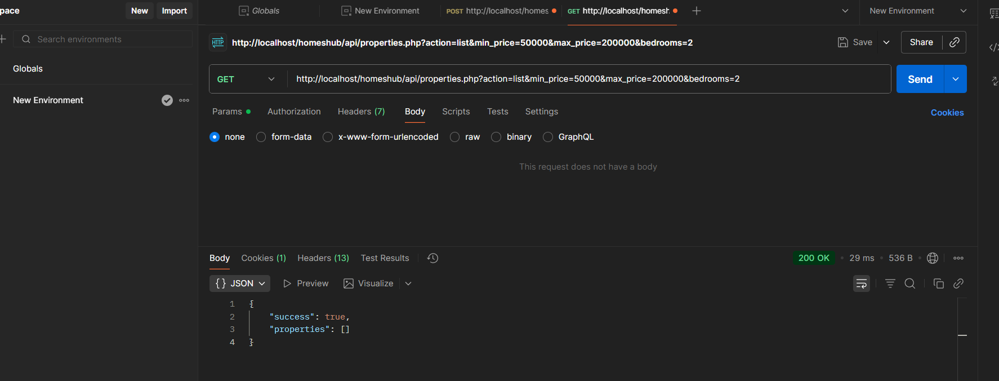 pace
New
Import
Globals
New Environment
POST http://localhost/homes
GET http://localhost/homesh
New Environment
Search environments
Globals
New Environment
HTTP
http://localhost/homeshub/api/properties.php?action=list&min_price=50000&max_price=200000&bedrooms=2
Save
Share
GET
http://localhost/homeshub/api/properties.php?action=list&min_price=50000&max_price=200000&bedrooms=2
Send
Params
Authorization
Headers (7)
Body
Scripts
Tests
Settings
Cookies
none
form-data
x-www-form-urlencoded
raw
binary
GraphQL
This request does not have a body
Body
Cookies (1)
Headers (13)
Test Results
200 OK
29 ms
536 B
{} JSON
Preview
Visualize
1 {
2 "success": true,
3 "properties": []
4 }